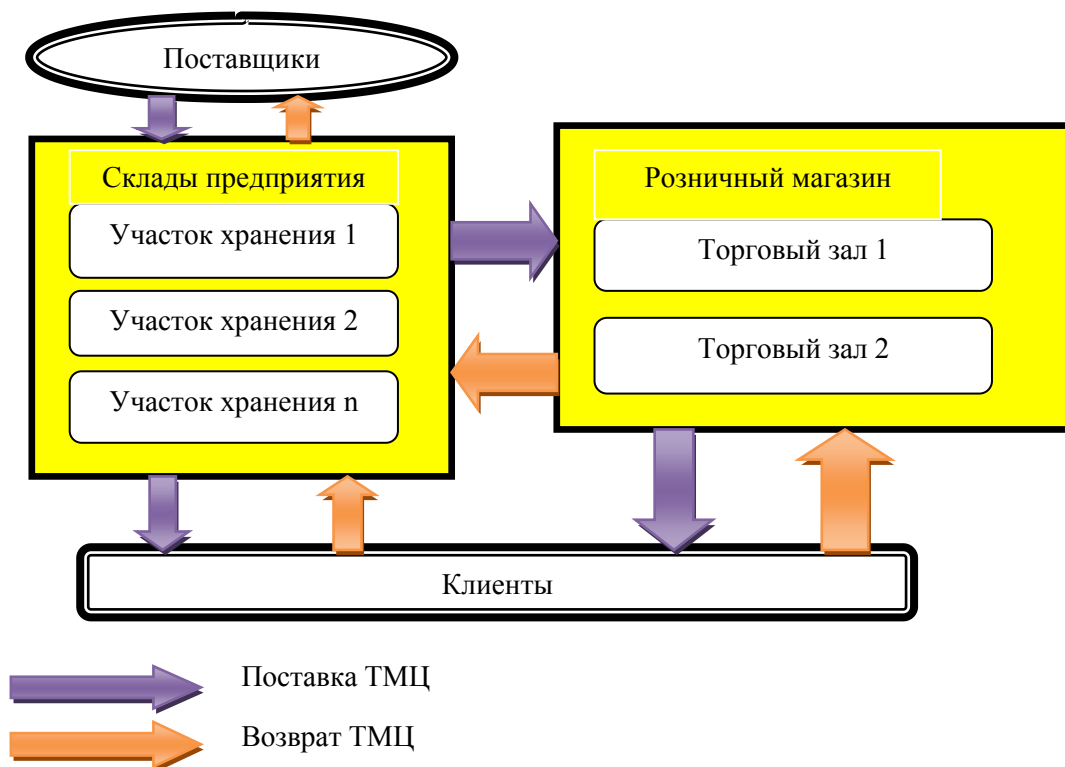 Поставщики
Склады предприятия
Участок хранения 1
Участок хранения 2
Участок хранения n
Розничный магазин
Торговый зал 1
Торговый зал 2
Клиенты
Поставка ТМЦ
Возврат ТМЦ